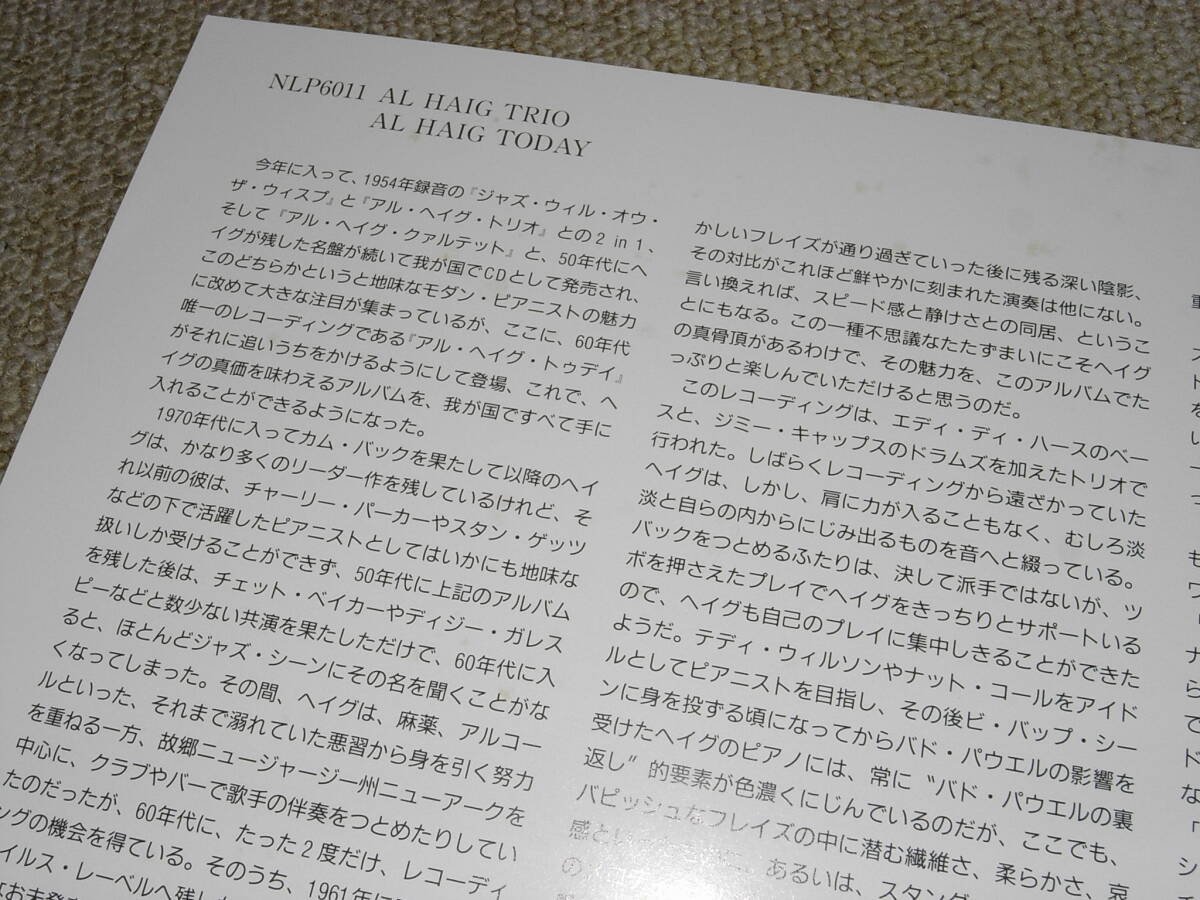 NLP6011 AL HAIG TRIO
AL HAIG TODAY
今年に入って、1954年録音の『ジャズ・ウィル・オウ・
ザ・ウィスプ』と『アル・ヘイグ・トリオ』との2 in 1、
そして『アル・ヘイグ・クァルテット』と、50年代にヘ
イグが残した名盤が続いて我が国でCDとして発売され、
このどちらかというと地味なモダン・ピアニストの魅力
に改めて大きな注目が集まっているが、ここに、60年代
唯一のレコーディングである『アル・ヘイグ・トゥデイ』
がそれに追いうちをかけるようにして登場、これで、ヘ
イグの真価を味わえるアルバムを、我が国ですべて手に
入れることができるようになった。
1970年代に入ってカム・バックを果たして以降のヘイ
グは、かなり多くのリーダー作を残しているけれど、そ
れ以前の彼は、チャーリー・パーカーやスタン・ゲッツ
などの下で活躍したピアニストとしてはいかにも地味な
扱いしか受けることができず、50年代に上記のアルバム
を残した後は、チェット・ベイカーやディジー・ガレス
ピーなどと数少ない共演を果たしただけで、60年代に入
ると、ほとんどジャズ・シーンにその名を聞くことがな
くなってしまった。その間、ヘイグは、麻薬、アルコー
ルといった、それまで溺れていた悪習から身を引く努力
を重ねる一方、故郷ニュージャージー州ニューアークを
中心に、クラブやバーで歌手の伴奏をつとめたりしてい
たのだったが、60年代に、たった2度だけ、レコーディ
ングの機会を得ている。そのうち、1961年に
イルス・レーベルへ残し
かしいフレイズが通り過ぎていった後に残る深い陰影、
その対比がこれほど鮮やかに刻まれた演奏は他にない。
言い換えれば、スピード感と静けさとの同居、というこ
とにもなる。この一種不思議なたたずまいにこそヘイグ
の真骨頂があるわけで、その魅力を、このアルバムでた
っぷりと楽しんでいただけると思うのだ。
このレコーディングは、エディ・ディ・ハースのベー
スと、ジミー・キャップスのドラムズを加えたトリオで
行われた。しばらくレコーディングから遠ざかっていた
ヘイグは、しかし、肩に力が入ることもなく、むしろ淡
淡と自らの内からにじみ出るものを音へと綴っている。
バックをつとめるふたりは、決して派手ではないが、ツ
ボを押さえたプレイでヘイグをきっちりとサポートいる
ので、ヘイグも自己のプレイに集中しきることができた
ようだ。テディ・ウィルソンやナット・コールをアイド
ルとしてピアニストを目指し、その後ビ・バップ・シー
ンに身を投ずる頃になってからバド・パウエルの影響を
受けたヘイグのピアノには、常に〝バド・パウエルの裏
返し〟的要素が色濃くにじんでいるのだが、ここでも、
バピッシュなフレイズの中に潜む繊細さ、柔らかさ、哀
感とい あるいは、スタンダ